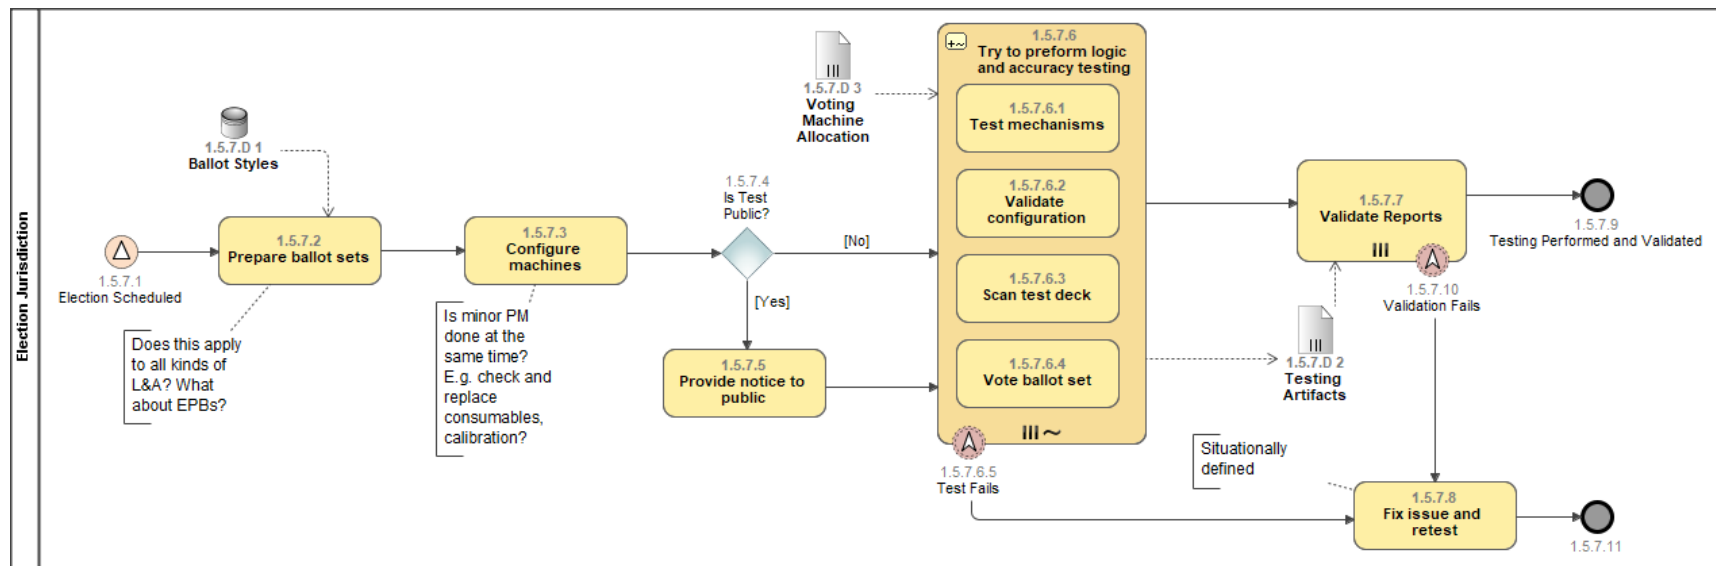 Election Jurisdiction
1.5.7.1
Election Scheduled
1.5.7.D 1
Ballot Styles
1.5.7.2
Prepare ballot sets
Does this apply
to all kinds of
L&A? What
about EPBs?
1.5.7.3
Configure
machines
Is minor PM
done at the
same time?
E.g. check and
replace
consumables,
calibration?
1.5.7.4
Is Test
Public?
[No]
[Yes]
1.5.7.5
Provide notice to
public
1.5.7.D 3
Voting
Machine
Allocation
1.5.7.6
Try to preform logic
and accuracy testing
1.5.7.6.1
Test mechanisms
1.5.7.6.2
Validate
configuration
1.5.7.6.3
Scan test deck
1.5.7.6.4
Vote ballot set
1.5.7.6.5
Test Fails
1.5.7.D 2
Testing
Artifacts
1.5.7.7
Validate Reports
1.5.7.10
Validation Fails
1.5.7.9
Testing Performed and Validated
Situationally
defined
1.5.7.8
Fix issue and
retest
1.5.7.11